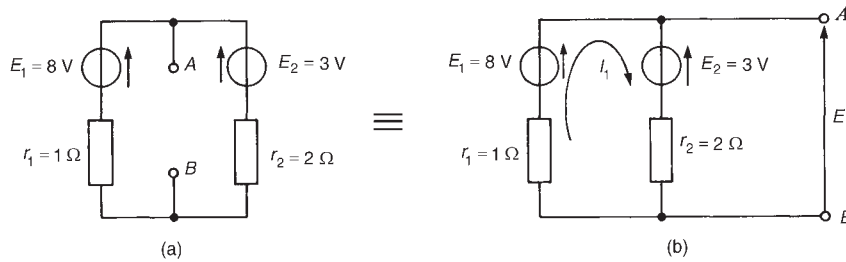 E₁ = 8 V
A
E₂ = 3 V
r₁ = 1 Ω
B
r₂ = 2 Ω
(a)
≡
A
E₁ = 8 V
I₁
E₂ = 3 V
E
r₁ = 1 Ω
r₂ = 2 Ω
B
(b)